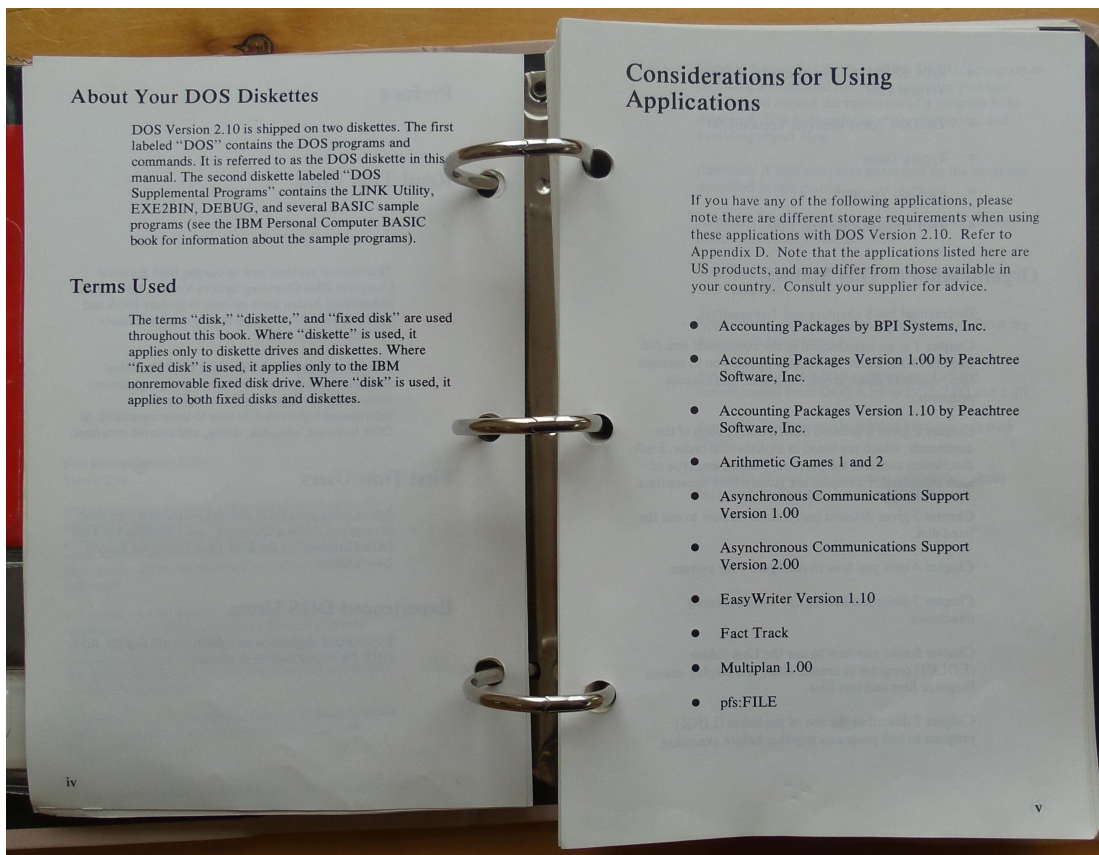 About Your DOS Diskettes
DOS Version 2.10 is shipped on two diskettes. The first
labeled “DOS” contains the DOS programs and
commands. It is referred to as the DOS diskette in this
manual. The second diskette labeled “DOS
Supplemental Programs” contains the LINK Utility,
EXE2BIN, DEBUG, and several BASIC sample
programs (see the IBM Personal Computer BASIC
book for information about the sample programs).
Terms Used
The terms “disk,” “diskette,” and “fixed disk” are used
throughout this book. Where “diskette” is used, it
applies only to diskette drives and diskettes. Where
“fixed disk” is used, it applies only to the IBM
nonremovable fixed disk drive. Where “disk” is used, it
applies to both fixed disks and diskettes.
iv
Considerations for Using
Applications
If you have any of the following applications, please
note there are different storage requirements when using
these applications with DOS Version 2.10. Refer to
Appendix D. Note that the applications listed here are
US products, and may differ from those available in
your country. Consult your supplier for advice.
● Accounting Packages by BPI Systems, Inc.
● Accounting Packages Version 1.00 by Peachtree
Software, Inc.
● Accounting Packages Version 1.10 by Peachtree
Software, Inc.
● Arithmetic Games 1 and 2
● Asynchronous Communications Support
Version 1.00
● Asynchronous Communications Support
Version 2.00
● EasyWriter Version 1.10
● Fact Track
● Multiplan 1.00
● pfs:FILE
v